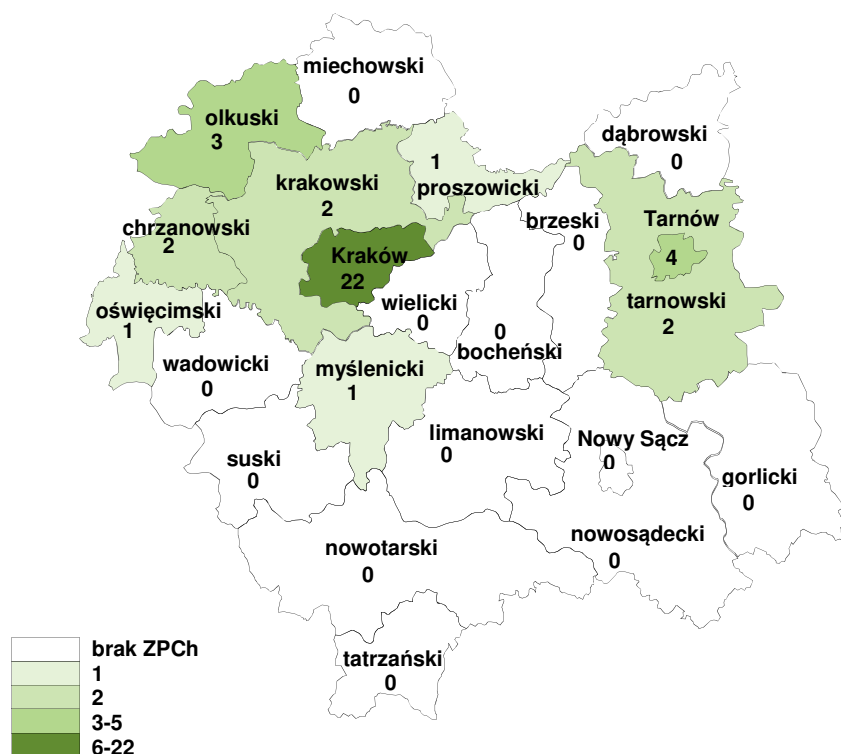 miechowski
0
olkuski
3
dąbrowski
0
1
proszowicki
krakowski
2
chrzanowski
2
brzeski
0
Tarnów
4
Kraków
22
oświęcimski
1
wielicki
0
tarnowski
2
0
bocheński
wadowicki
0
myślenicki
1
limanowski
0
Nowy Sącz
0
suski
0
gorlicki
0
nowosądecki
0
nowotarski
0
tatrzański
0
brak ZPCh
1
2
3-5
6-22